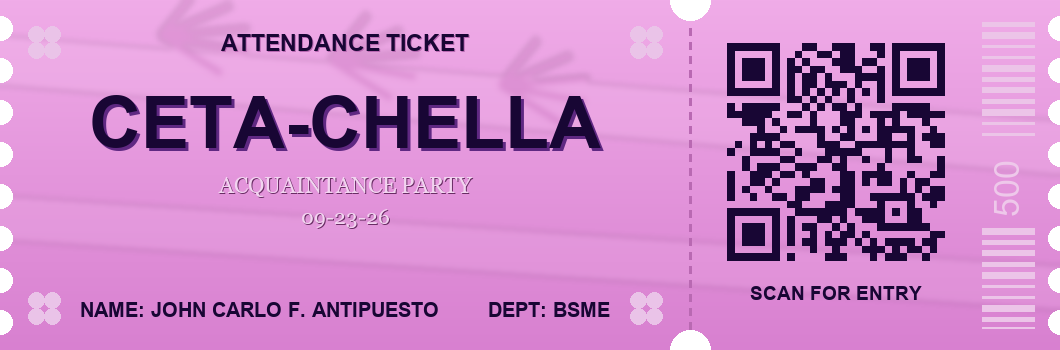 ATTENDANCE TICKET
CETA-CHELLA
ACQUAINTANCE PARTY
09-23-26
NAME: JOHN CARLO F. ANTIPUESTO DEPT: BSME
SCAN FOR ENTRY
500